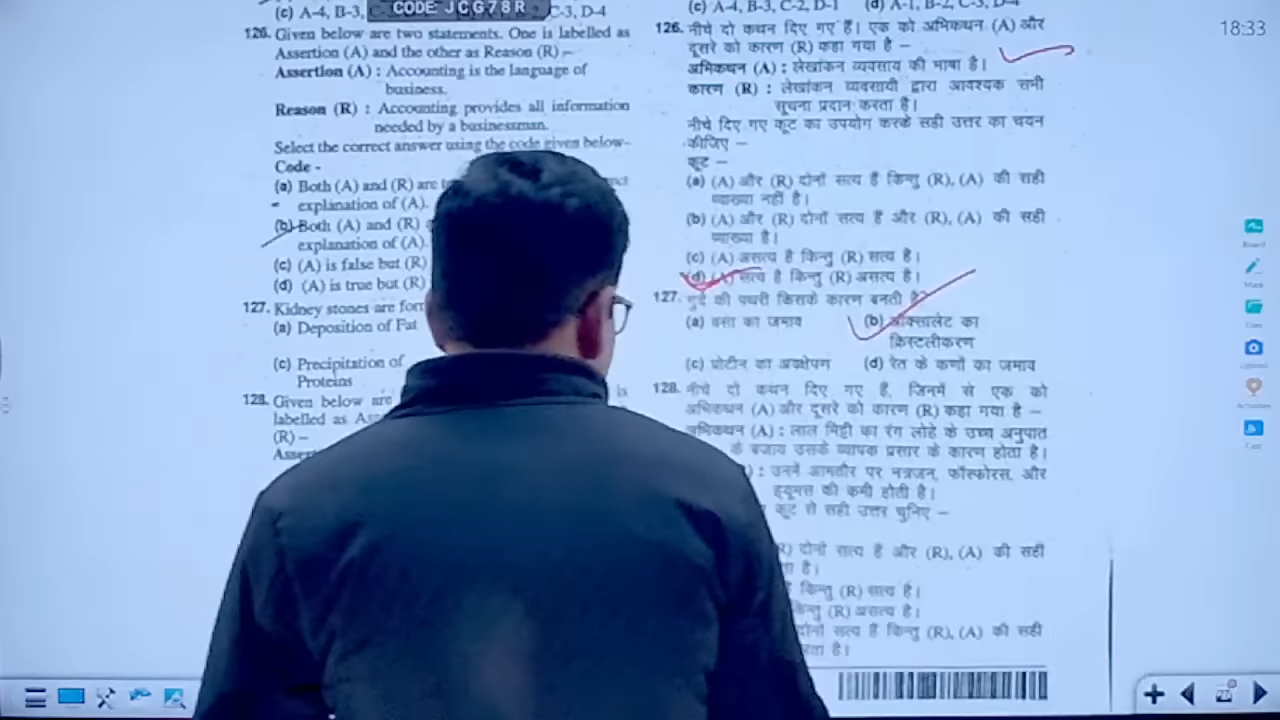 (c) A-4, B-3, C-3, D-4
CODE JCG78R
126. Given below are two statements. One is labelled as
Assertion (A) and the other as Reason (R) –
Assertion (A) : Accounting is the language of
business.
Reason (R) : Accounting provides all information
needed by a businessman.
Select the correct answer using the code given below-
Code -
(a) Both (A) and (R) are
explanation of (A).
(b) Both (A) and (R)
explanation of (A).
(c) (A) is false but (R)
(d) (A) is true but (R)
127. Kidney stones are
(a) Deposition of Fat
(c) Precipitation of
Proteins
128. Given below are is
labelled as
(R) –
(c) A-4, B-3, C-2, D-1 (d) A-1, B-2, C-3, D-4
126. नीचे दो कथन दिए गए हैं। एक को अभिकथन (A) और
दूसरे को कारण (R) कहा गया है –
अभिकथन (A) : लेखांकन व्यवसाय की भाषा है।
कारण (R) : लेखांकन व्यवसायी द्वारा आवश्यक सभी
सूचना प्रदान करता है।
नीचे दिए गए कूट का उपयोग करके सही उत्तर का चयन
कीजिए –
कूट –
(a) (A) और (R) दोनों सत्य हैं किन्तु (R), (A) की सही
व्याख्या नहीं है।
(b) (A) और (R) दोनों सत्य हैं और (R), (A) की सही
व्याख्या है।
(c) (A) असत्य है किन्तु (R) सत्य है।
(d) (A) सत्य है किन्तु (R) असत्य है।
127. गुर्दे की पथरी किसके कारण बनती है?
(a) वसा का जमाव (b) ऑक्सालेट का
क्रिस्टलीकरण
(c) प्रोटीन का अवक्षेपण (d) रेत के कणों का जमाव
128. नीचे दो कथन दिए गए हैं, जिनमें से एक को
अभिकथन (A) और दूसरे को कारण (R) कहा गया है –
अभिकथन (A) : लाल मिट्टी का रंग लोहे के उच्च अनुपात
के बजाय उसके व्यापक प्रसार के कारण होता है।
: उनमें आमतौर पर नत्रजन, फॉस्फोरस, और
ह्यूमस की कमी होती है।
कूट से सही उत्तर चुनिए –
दोनों सत्य हैं और (R), (A) की सही
है।
किन्तु (R) सत्य है।
किन्तु (R) असत्य है।
दोनों सत्य हैं किन्तु (R), (A) की सही
है।
18:33